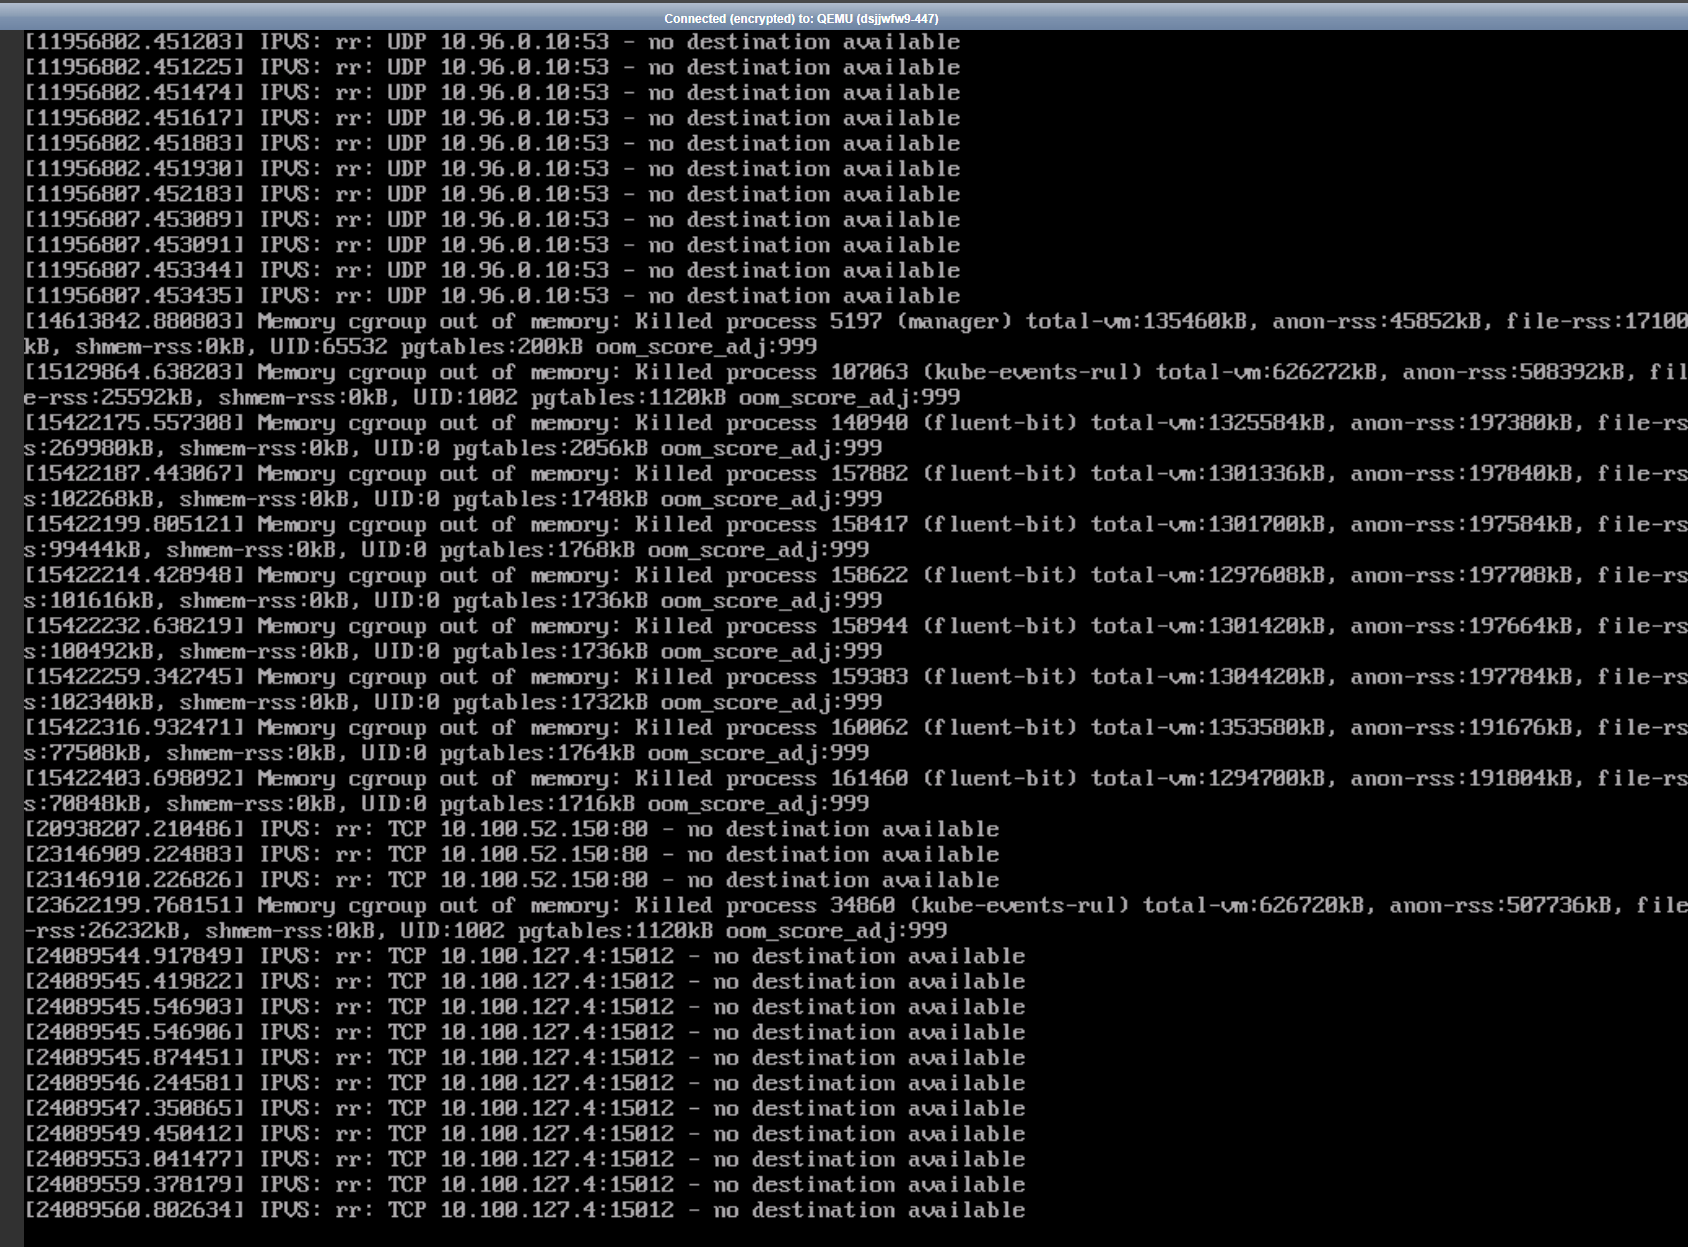 Connected (encrypted) to: QEMU (dsjjwfw9-447)
[11956802.451203] IPVS: rr: UDP 10.96.0.10:53 - no destination available
[11956802.451225] IPVS: rr: UDP 10.96.0.10:53 - no destination available
[11956802.451474] IPVS: rr: UDP 10.96.0.10:53 - no destination available
[11956802.451617] IPVS: rr: UDP 10.96.0.10:53 - no destination available
[11956802.451883] IPVS: rr: UDP 10.96.0.10:53 - no destination available
[11956802.451930] IPVS: rr: UDP 10.96.0.10:53 - no destination available
[11956807.452183] IPVS: rr: UDP 10.96.0.10:53 - no destination available
[11956807.453089] IPVS: rr: UDP 10.96.0.10:53 - no destination available
[11956807.453091] IPVS: rr: UDP 10.96.0.10:53 - no destination available
[11956807.453344] IPVS: rr: UDP 10.96.0.10:53 - no destination available
[11956807.453435] IPVS: rr: UDP 10.96.0.10:53 - no destination available
[14613842.880803] Memory cgroup out of memory: Killed process 5197 (manager) total-vm:135460kB, anon-rss:45852kB, file-rss:17100
kB, shmem-rss:0kB, UID:65532 pgtables:200kB oom_score_adj:999
[15129864.638203] Memory cgroup out of memory: Killed process 107063 (kube-events-rul) total-vm:626272kB, anon-rss:508392kB, fil
e-rss:25592kB, shmem-rss:0kB, UID:1002 pgtables:1120kB oom_score_adj:999
[15422175.557308] Memory cgroup out of memory: Killed process 140940 (fluent-bit) total-vm:1325584kB, anon-rss:197380kB, file-rs
s:269980kB, shmem-rss:0kB, UID:0 pgtables:2056kB oom_score_adj:999
[15422187.443067] Memory cgroup out of memory: Killed process 157882 (fluent-bit) total-vm:1301336kB, anon-rss:197840kB, file-rs
s:102268kB, shmem-rss:0kB, UID:0 pgtables:1748kB oom_score_adj:999
[15422199.805121] Memory cgroup out of memory: Killed process 158417 (fluent-bit) total-vm:1301700kB, anon-rss:197584kB, file-rs
s:99444kB, shmem-rss:0kB, UID:0 pgtables:1768kB oom_score_adj:999
[15422214.428948] Memory cgroup out of memory: Killed process 158622 (fluent-bit) total-vm:1297608kB, anon-rss:197708kB, file-rs
s:101616kB, shmem-rss:0kB, UID:0 pgtables:1736kB oom_score_adj:999
[15422232.638219] Memory cgroup out of memory: Killed process 158944 (fluent-bit) total-vm:1301420kB, anon-rss:197664kB, file-rs
s:100492kB, shmem-rss:0kB, UID:0 pgtables:1736kB oom_score_adj:999
[15422259.342745] Memory cgroup out of memory: Killed process 159383 (fluent-bit) total-vm:1304420kB, anon-rss:197784kB, file-rs
s:102340kB, shmem-rss:0kB, UID:0 pgtables:1732kB oom_score_adj:999
[15422316.932471] Memory cgroup out of memory: Killed process 160062 (fluent-bit) total-vm:1353580kB, anon-rss:191676kB, file-rs
s:77508kB, shmem-rss:0kB, UID:0 pgtables:1764kB oom_score_adj:999
[15422403.698092] Memory cgroup out of memory: Killed process 161460 (fluent-bit) total-vm:1294700kB, anon-rss:191804kB, file-rs
s:70848kB, shmem-rss:0kB, UID:0 pgtables:1716kB oom_score_adj:999
[20938207.210486] IPVS: rr: TCP 10.100.52.150:80 - no destination available
[23146909.224883] IPVS: rr: TCP 10.100.52.150:80 - no destination available
[23146910.226826] IPVS: rr: TCP 10.100.52.150:80 - no destination available
[23622199.768151] Memory cgroup out of memory: Killed process 34860 (kube-events-rul) total-vm:626720kB, anon-rss:507736kB, file
-rss:26232kB, shmem-rss:0kB, UID:1002 pgtables:1120kB oom_score_adj:999
[24089544.917849] IPVS: rr: TCP 10.100.127.4:15012 - no destination available
[24089545.419822] IPVS: rr: TCP 10.100.127.4:15012 - no destination available
[24089545.546903] IPVS: rr: TCP 10.100.127.4:15012 - no destination available
[24089545.546906] IPVS: rr: TCP 10.100.127.4:15012 - no destination available
[24089545.874451] IPVS: rr: TCP 10.100.127.4:15012 - no destination available
[24089546.244581] IPVS: rr: TCP 10.100.127.4:15012 - no destination available
[24089547.350865] IPVS: rr: TCP 10.100.127.4:15012 - no destination available
[24089549.450412] IPVS: rr: TCP 10.100.127.4:15012 - no destination available
[24089553.041477] IPVS: rr: TCP 10.100.127.4:15012 - no destination available
[24089559.378179] IPVS: rr: TCP 10.100.127.4:15012 - no destination available
[24089560.802634] IPVS: rr: TCP 10.100.127.4:15012 - no destination available